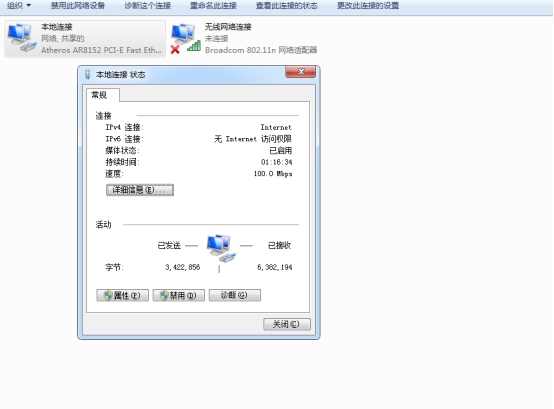 组织 ▼ 禁用此网络设备 诊断这个连接 重命名此连接 查看此连接的状态 更改此连接的设置
本地连接
网络, 共享的
Atheros AR8152 PCI-E Fast Eth...
无线网络连接
未连接
Broadcom 802.11n 网络适配器
本地连接 状态
常规
连接
IPv4 连接: Internet
IPv6 连接: 无 Internet 访问权限
媒体状态: 已启用
持续时间: 01:16:34
速度: 100.0 Mbps
详细信息(E)...
活动
已发送 — — 已接收
字节: 3,422,856 | 6,382,194
属性(P) 禁用(D) 诊断(G)
关闭(C)